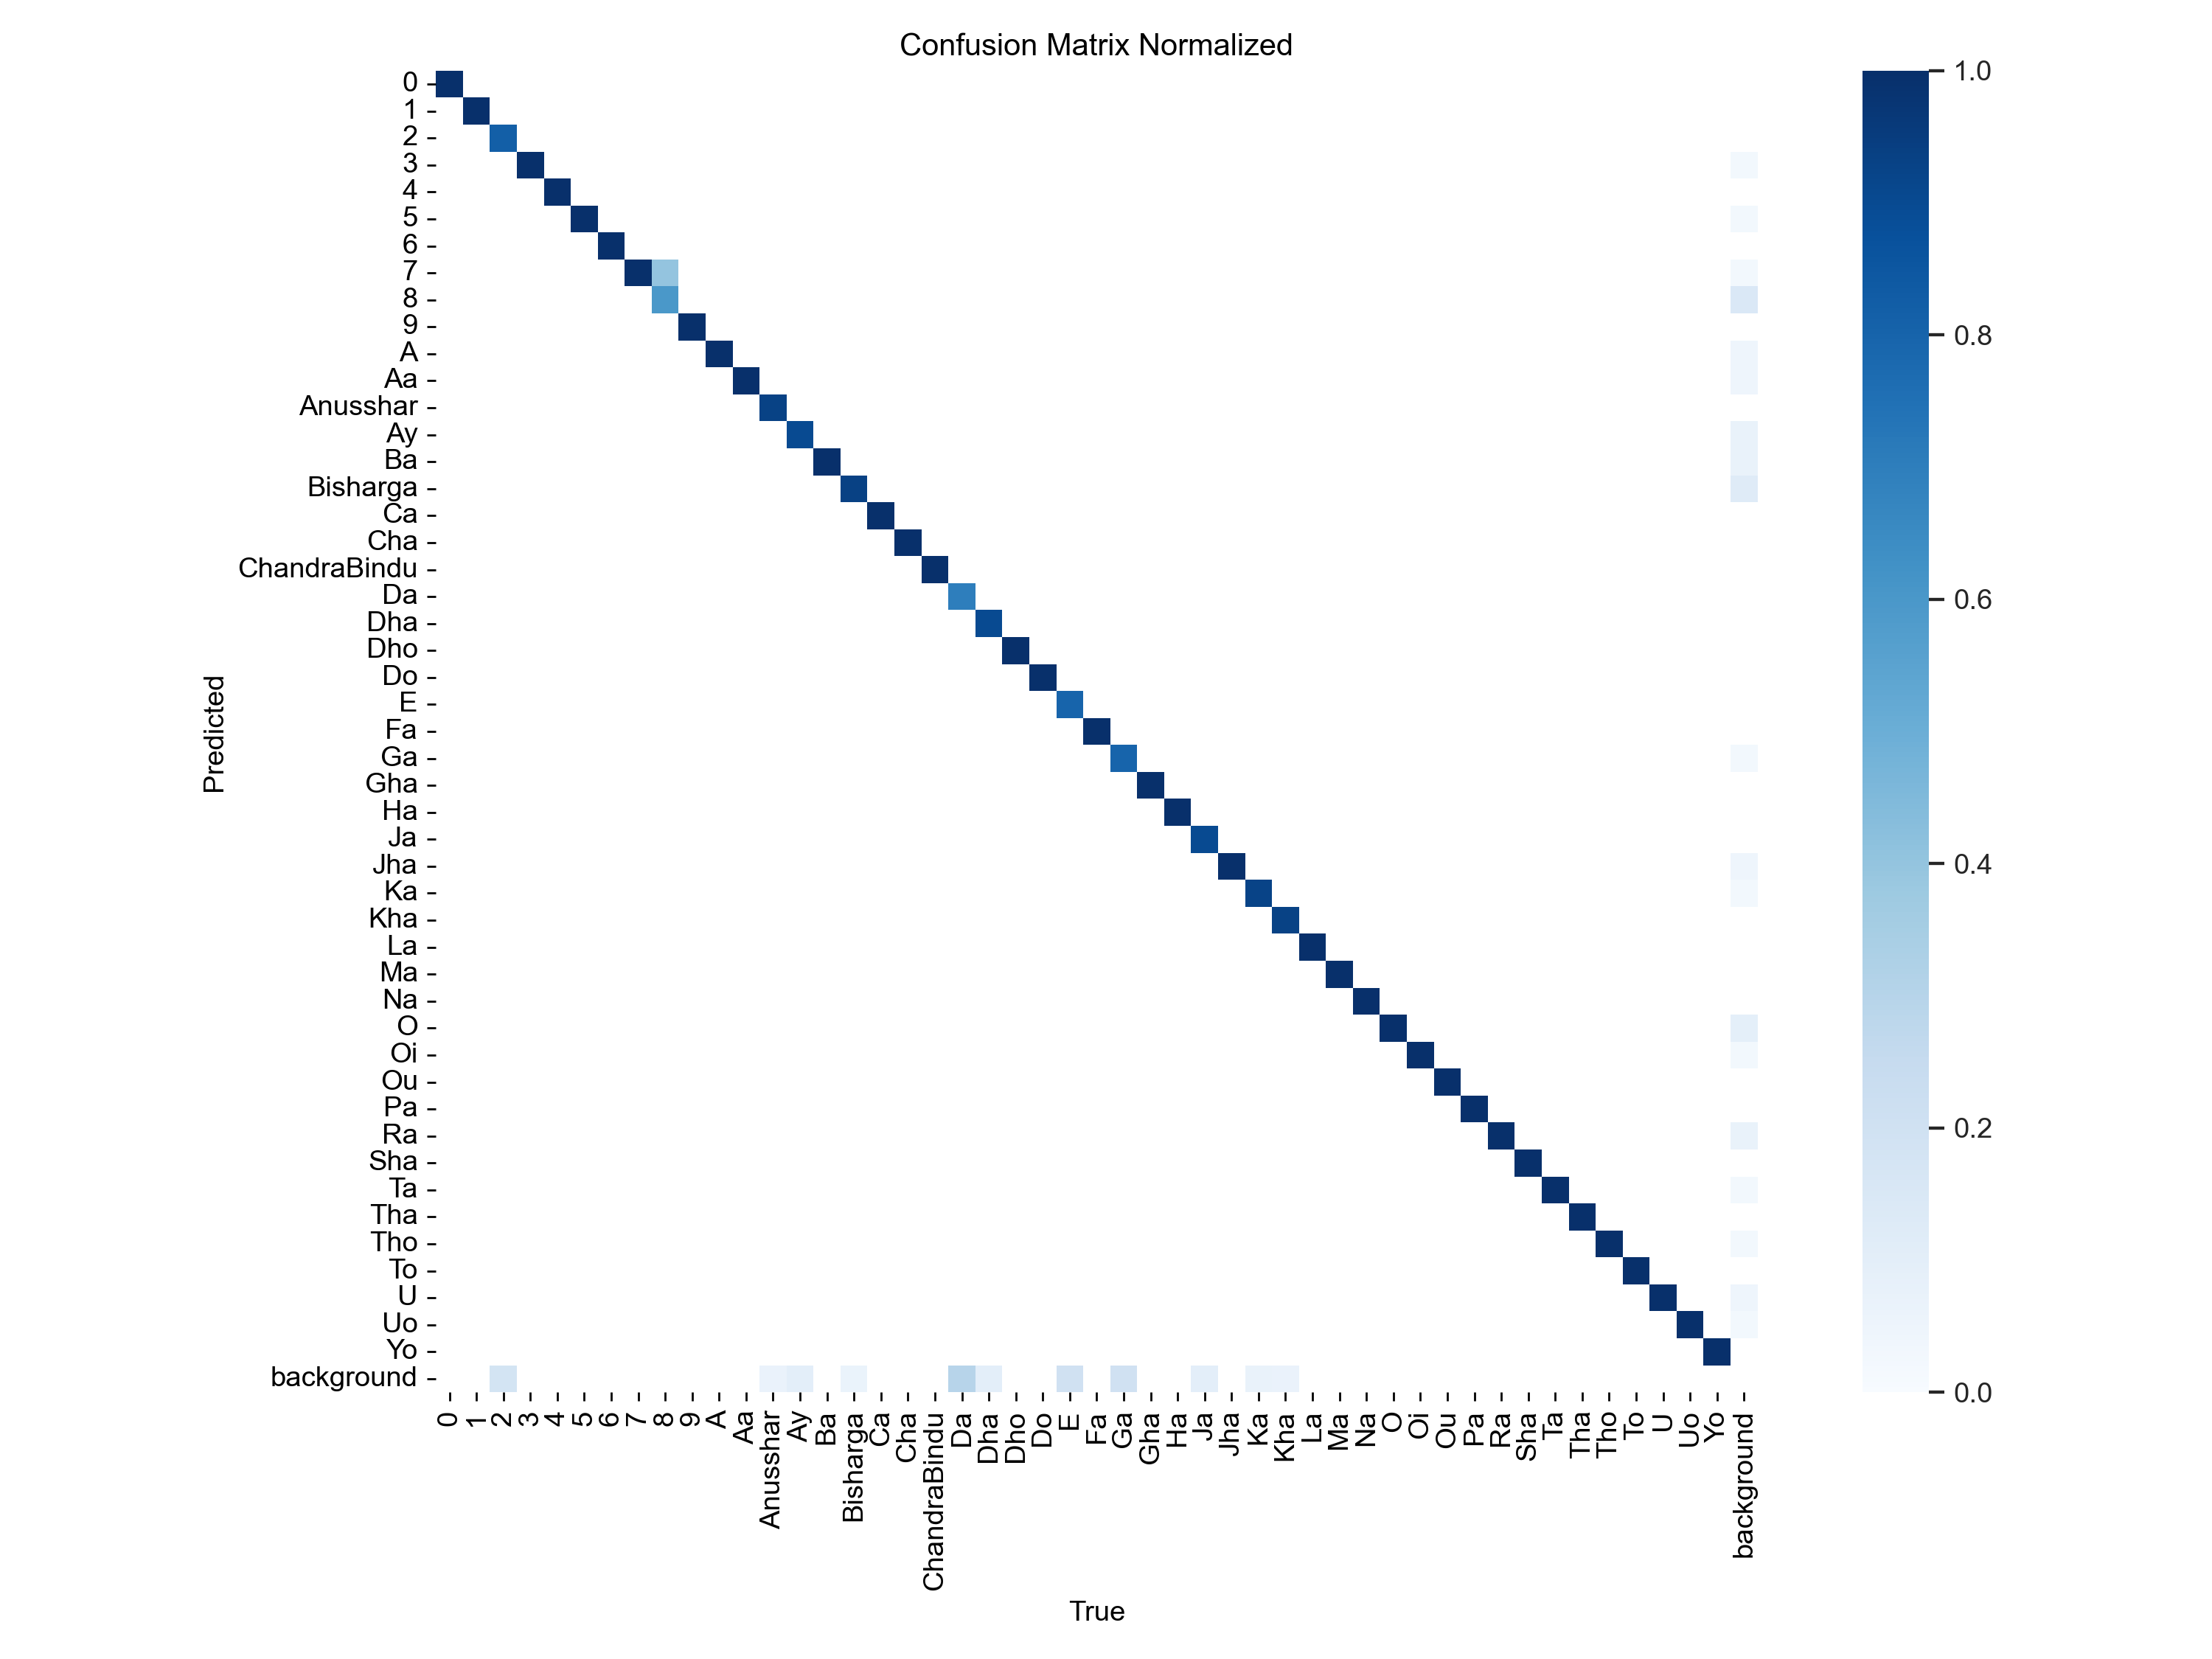 Confusion Matrix Normalized
0
1
2
3
4
5
6
7
8
9
A
Aa
Anusshar
Ay
Ba
Bisharga
Ca
Cha
ChandraBindu
Da
Dha
Dho
Do
E
Fa
Ga
Gha
Ha
Ja
Jha
Ka
Kha
La
Ma
Na
O
Oi
Ou
Pa
Ra
Sha
Ta
Tha
Tho
To
U
Uo
Yo
background
Predicted
0 1 2 3 4 5 6 7 8 9 A Aa Anusshar Ay Ba Bisharga Ca Cha ChandraBindu Da Dha Dho Do E Fa Ga Gha Ha Ja Jha Ka Kha La Ma Na O Oi Ou Pa Ra Sha Ta Tha Tho To U Uo Yo background
True
1.0
0.8
0.6
0.4
0.2
0.0